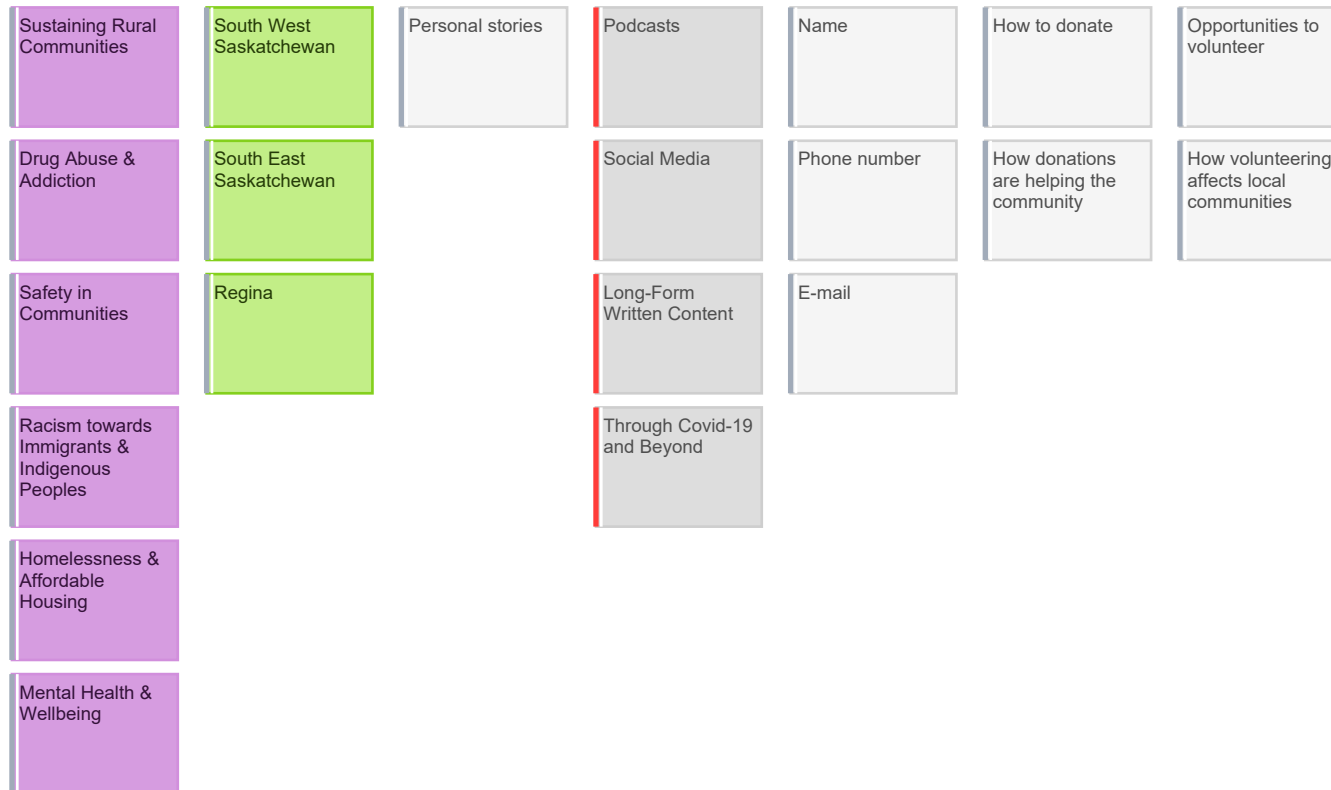 Sustaining Rural
Communities
South West
Saskatchewan
Personal stories
Podcasts
Name
How to donate
Opportunities to
volunteer
Drug Abuse &
Addiction
South East
Saskatchewan
Social Media
Phone number
How donations
are helping the
community
How volunteering
affects local
communities
Safety in
Communities
Regina
Long-Form
Written Content
E-mail
Racism towards
Immigrants &
Indigenous
Peoples
Through Covid-19
and Beyond
Homelessness &
Affordable
Housing
Mental Health &
Wellbeing